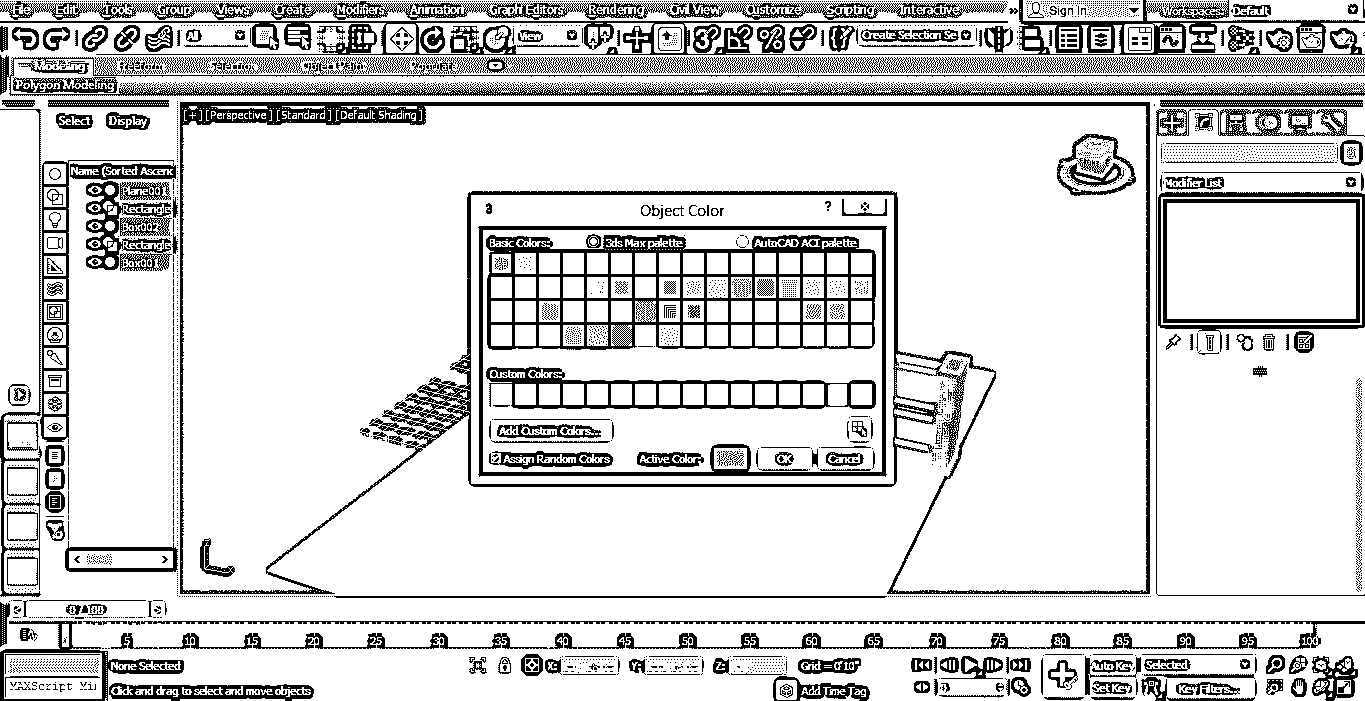 File Edit Tools Group Views Create Modifiers Animation Graph Editors Rendering Civil View Customize Scripting Interactive » Sign In Workspaces: Default
All View Create Selection Se
Modeling Freeform Selection Object Paint Populate
Polygon Modeling
Select Display
[+] [Perspective] [Standard] [Default Shading]
Name (Sorted Ascend
Plane001
Rectangle
Box002
Rectangle
Box001
Modifier List
Object Color
?
Basic Colors: 3ds Max palette AutoCAD ACI palette
Custom Colors:
Add Custom Colors...
Assign Random Colors Active Color: OK Cancel
0 / 100
5 10 15 20 25 30 35 40 45 50 55 60 65 70 75 80 85 90 95 100
None Selected X: Y: Z: Grid = 0'10" Auto Key Selected
MAXScript Mi
Click and drag to select and move objects Add Time Tag Set Key Key Filters...